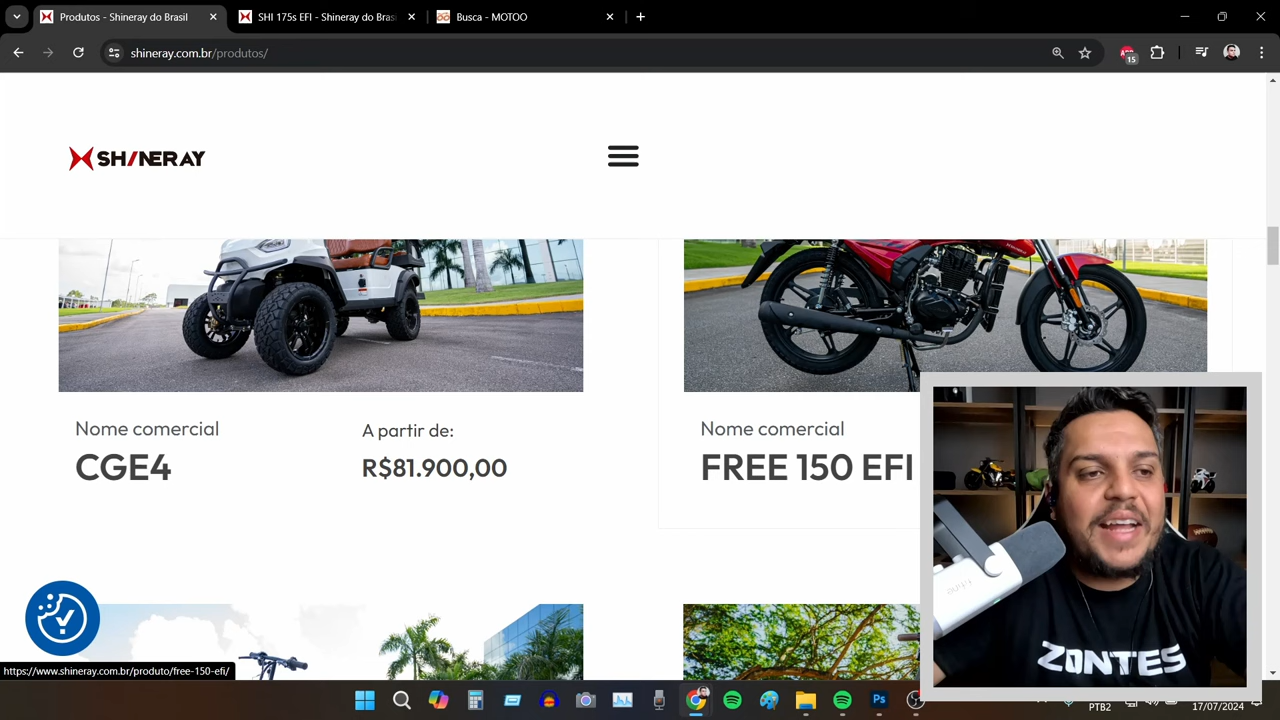 Produtos - Shineray do Brasil
SHI 175s EFI - Shineray do Bras
Busca - MOTOO
shineray.com.br/produtos/
15
SHINERAY
Nome comercial
CGE4
A partir de:
R$81.900,00
Nome comercial
FREE 150 EFI
ZONTES
https://www.shineray.com.br/produto/free-150-efi/
Ps
PTB2
17/07/2024